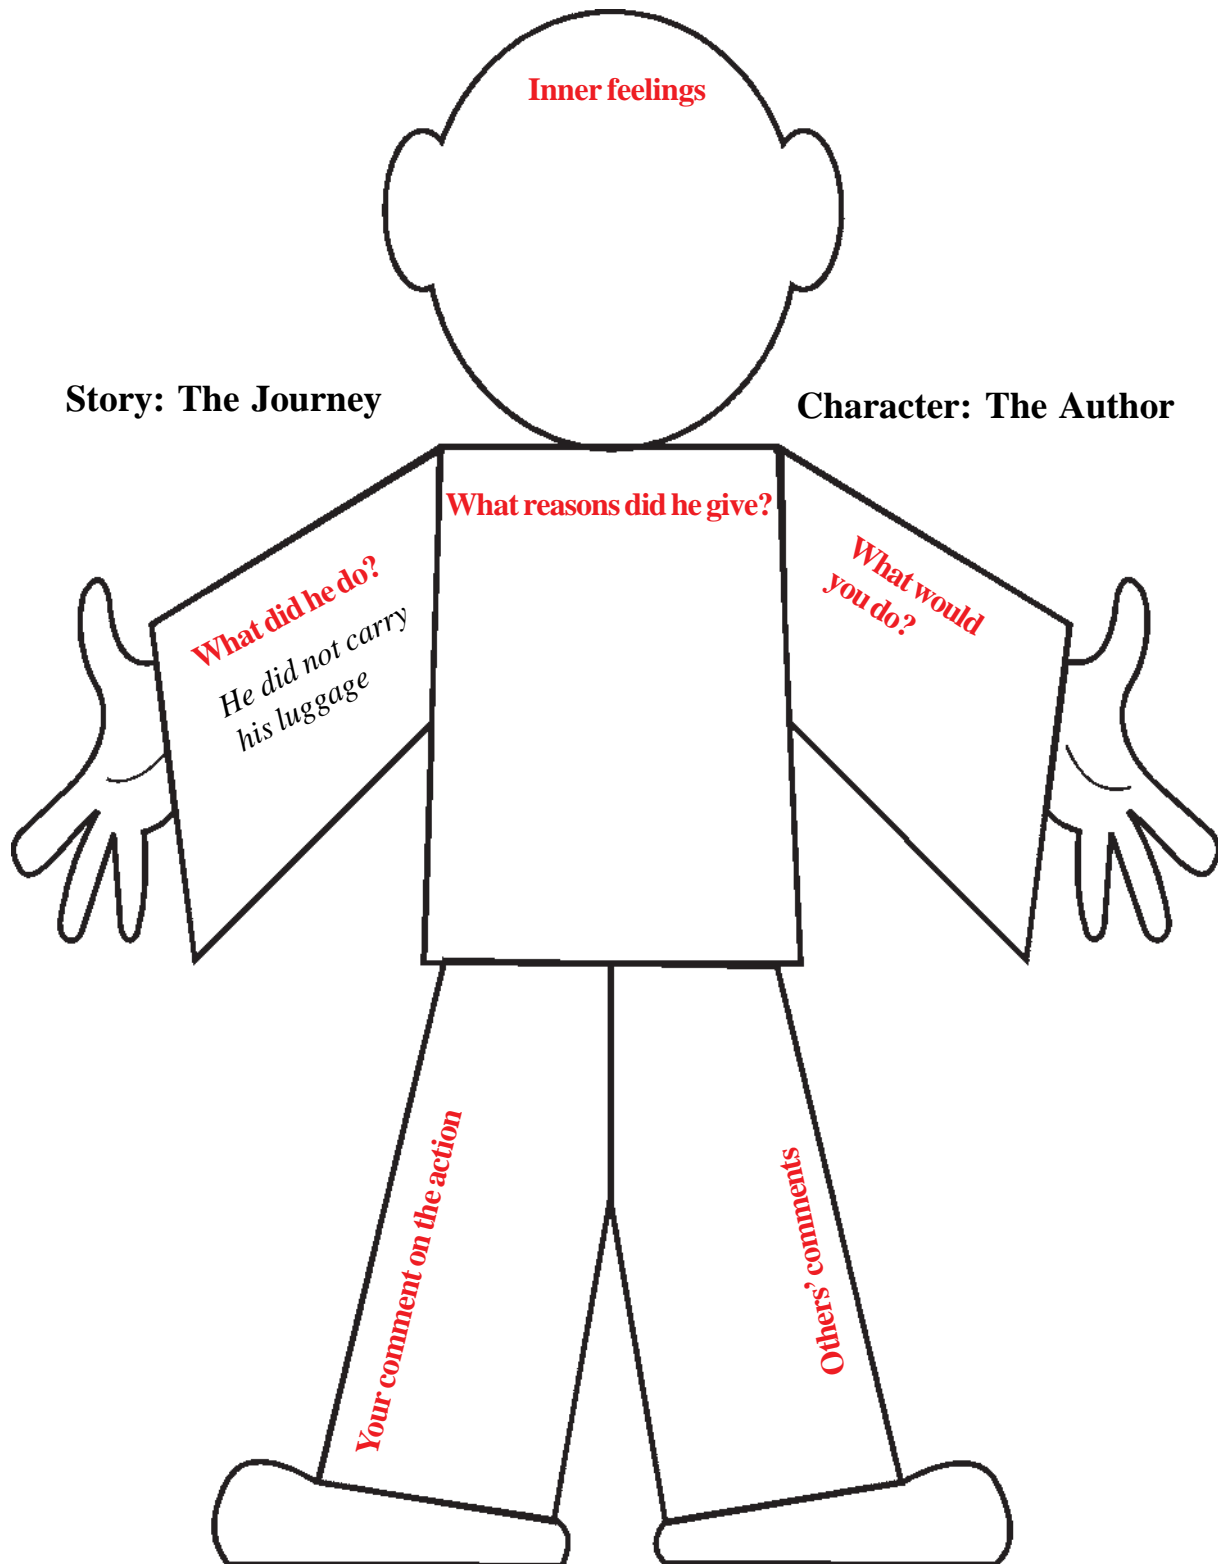 Inner feelings
Story: The Journey
Character: The Author
What reasons did he give?
What did he do?
He did not carry
his luggage
What would
you do?
Your comment on the action
Others' comments